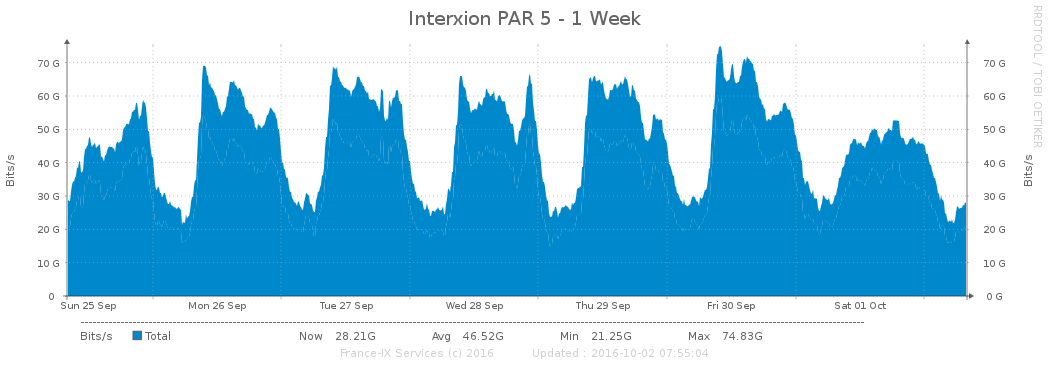 Interxion PAR 5 - 1 Week
RRDTOOL / TOBI OETIKER
Bits/s
70 G 70 G
60 G 60 G
50 G 50 G
40 G 40 G
30 G 30 G
20 G 20 G
10 G 10 G
0 0 G
Bits/s
Sun 25 Sep Mon 26 Sep Tue 27 Sep Wed 28 Sep Thu 29 Sep Fri 30 Sep Sat 01 Oct
Bits/s Total Now 28.21G Avg 46.52G Min 21.25G Max 74.83G
France-IX Services (c) 2016 Updated : 2016-10-02 07:55:04